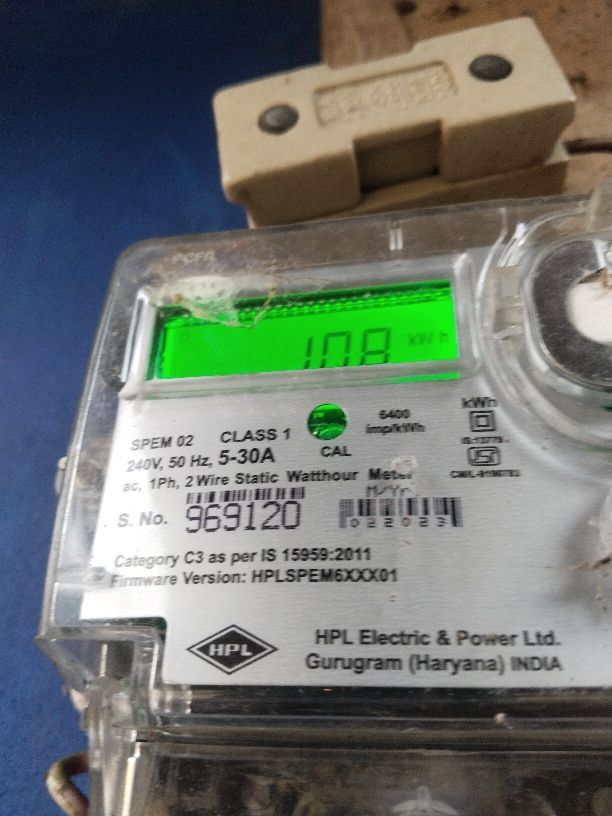 108 kWh
6400
imp/kWh
kWh
SPEM 02 CLASS 1
CAL
240V, 50 Hz, 5-30A
ac, 1Ph, 2 Wire Static Watthour Meter
M/Yr.
S. No. 969120
022023
Category C3 as per IS 15959:2011
Firmware Version: HPLSPEM6XXX01
HPL
HPL Electric & Power Ltd.
Gurugram (Haryana) INDIA